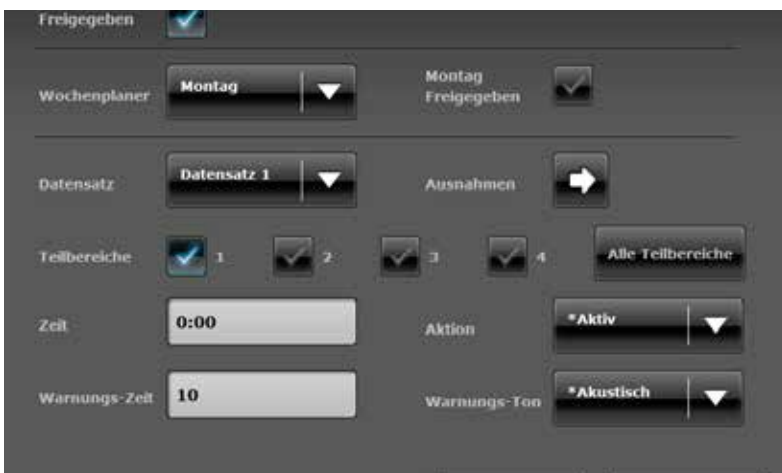 Freigegeben
Wochenplaner Montag Montag Freigegeben
Datensatz Datensatz 1 Ausnahmen
Teilbereiche 1 2 3 4 Alle Teilbereiche
Zeit 0:00 Aktion *Aktiv
Warnungs-Zeit 10 Warnungs-Ton *Akustisch